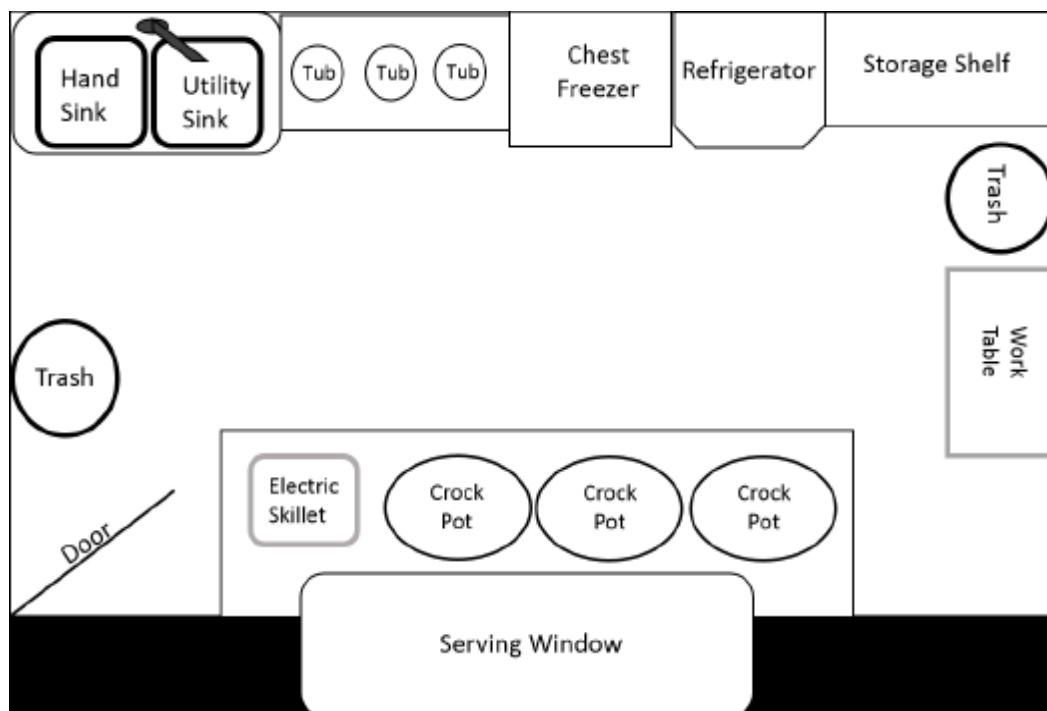 Hand
Sink
Utility
Sink
Tub
Tub
Tub
Chest
Freezer
Refrigerator
Storage Shelf
Trash
Work
Table
Trash
Electric
Skillet
Crock
Pot
Crock
Pot
Crock
Pot
Door
Serving Window